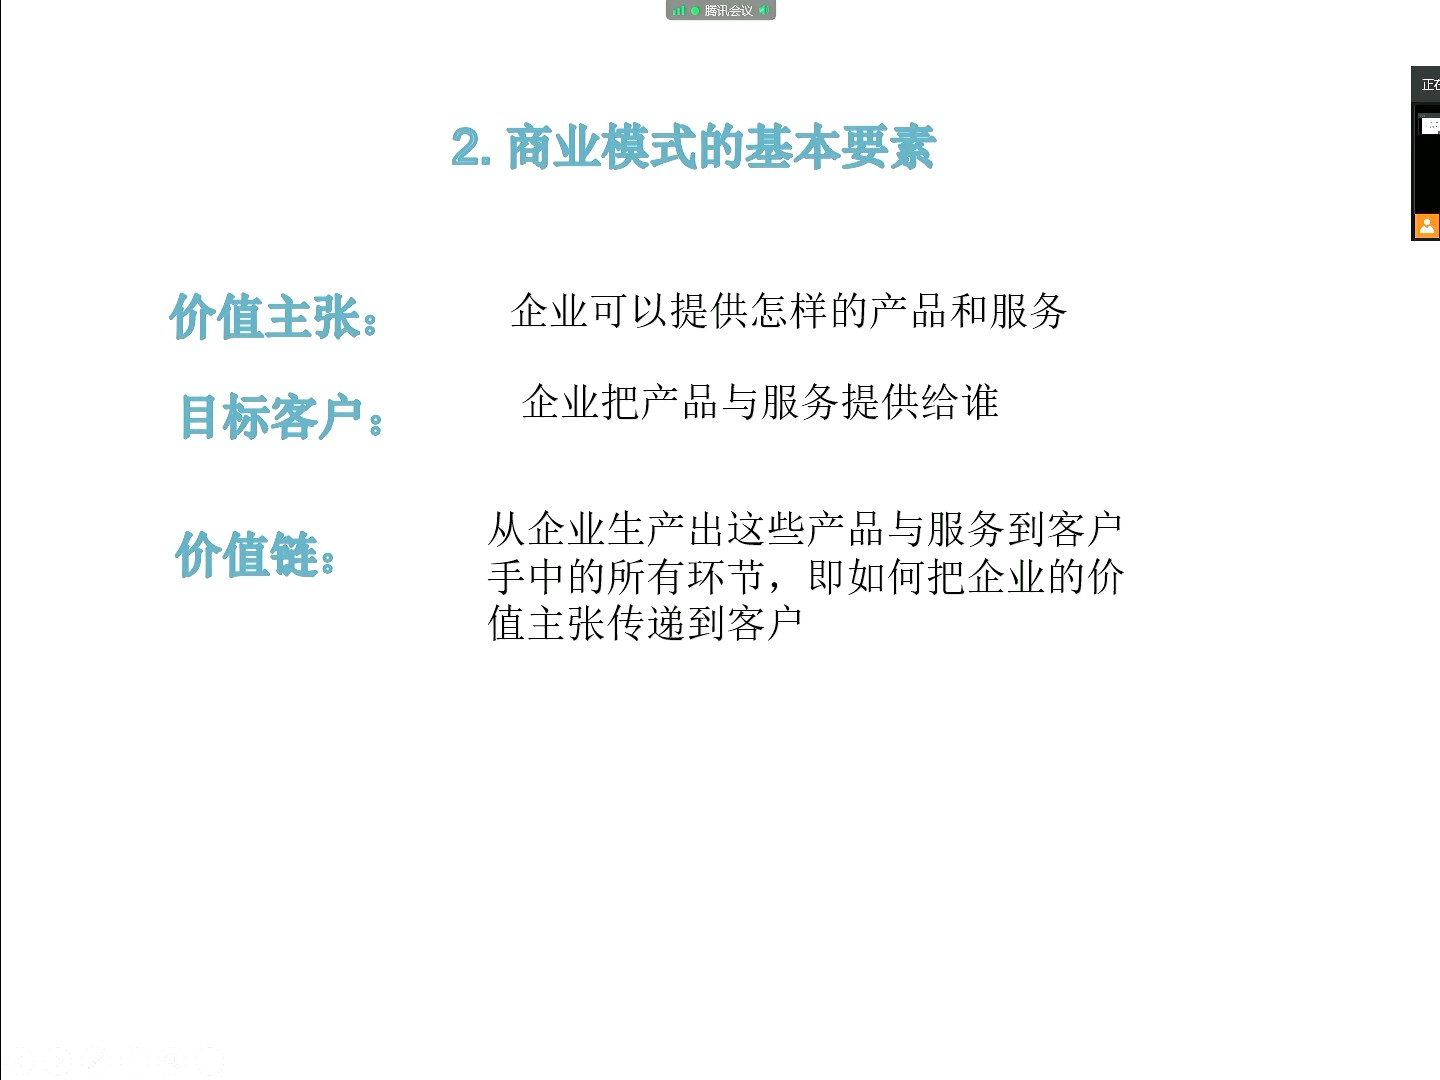 腾讯会议
正在
2. 商业模式的基本要素
价值主张：
企业可以提供怎样的产品和服务
目标客户：
企业把产品与服务提供给谁
价值链：
从企业生产出这些产品与服务到客户
手中的所有环节，即如何把企业的价
值主张传递到客户